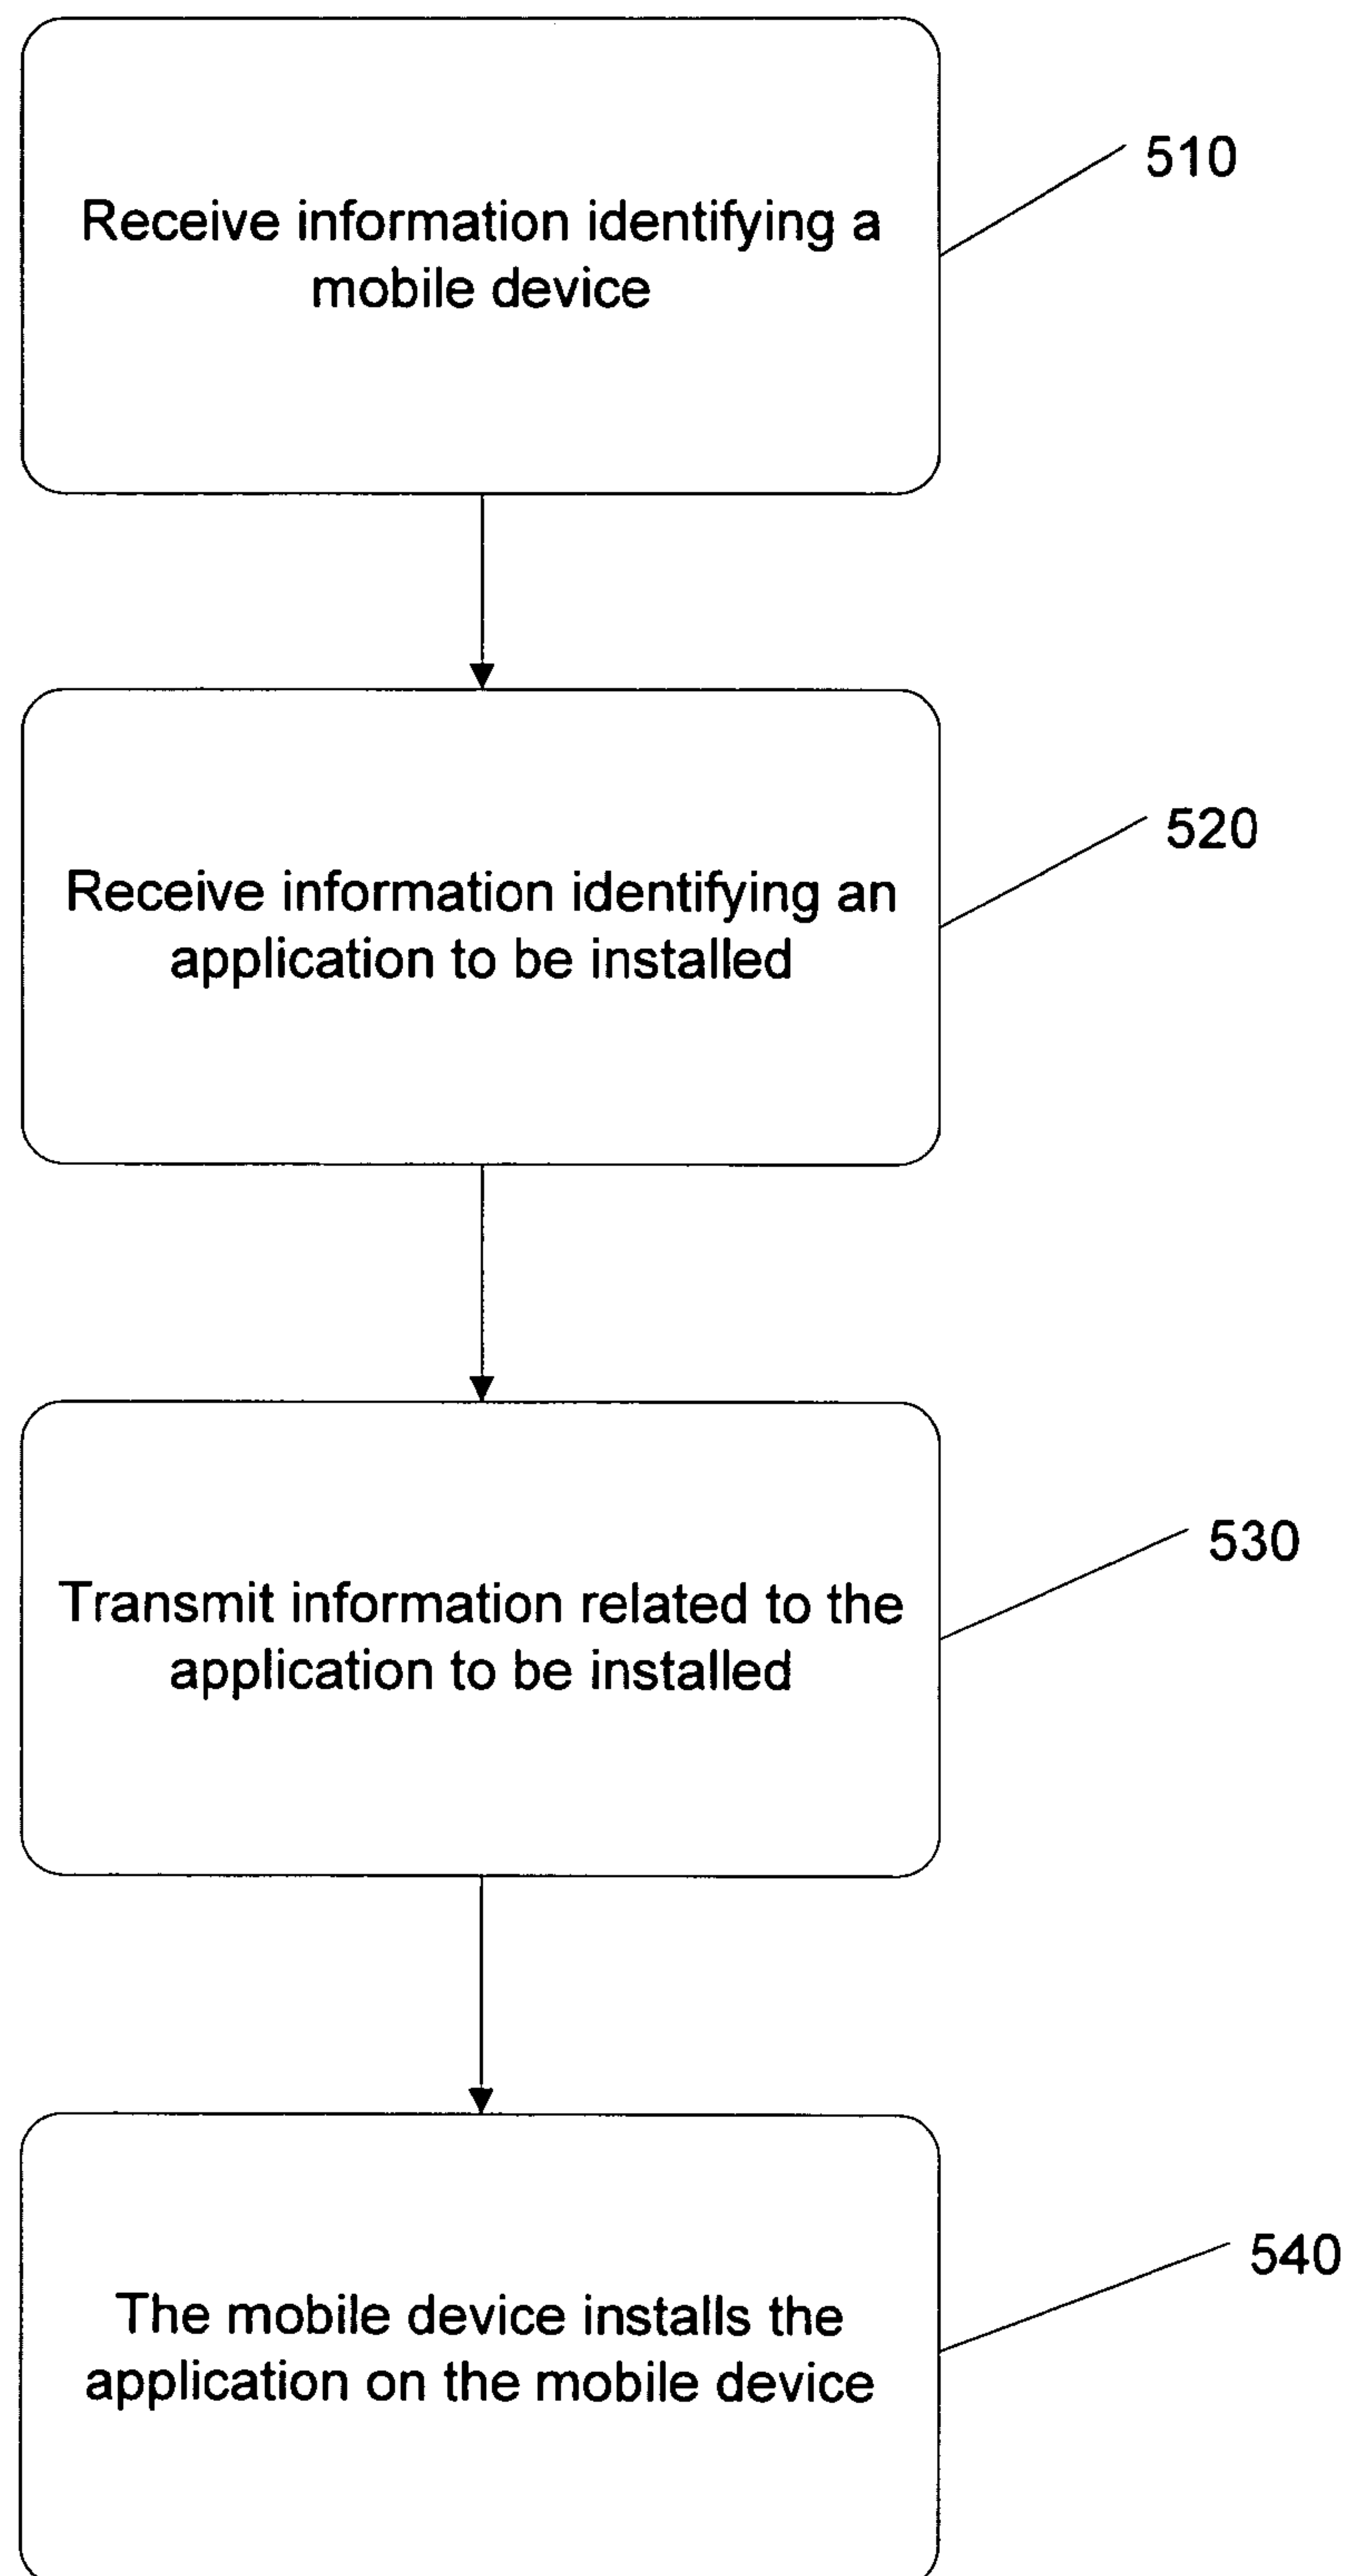 Receive information identifying a
mobile device
510
Receive information identifying an
application to be installed
520
Transmit information related to the
application to be installed
530
The mobile device installs the
application on the mobile device
540